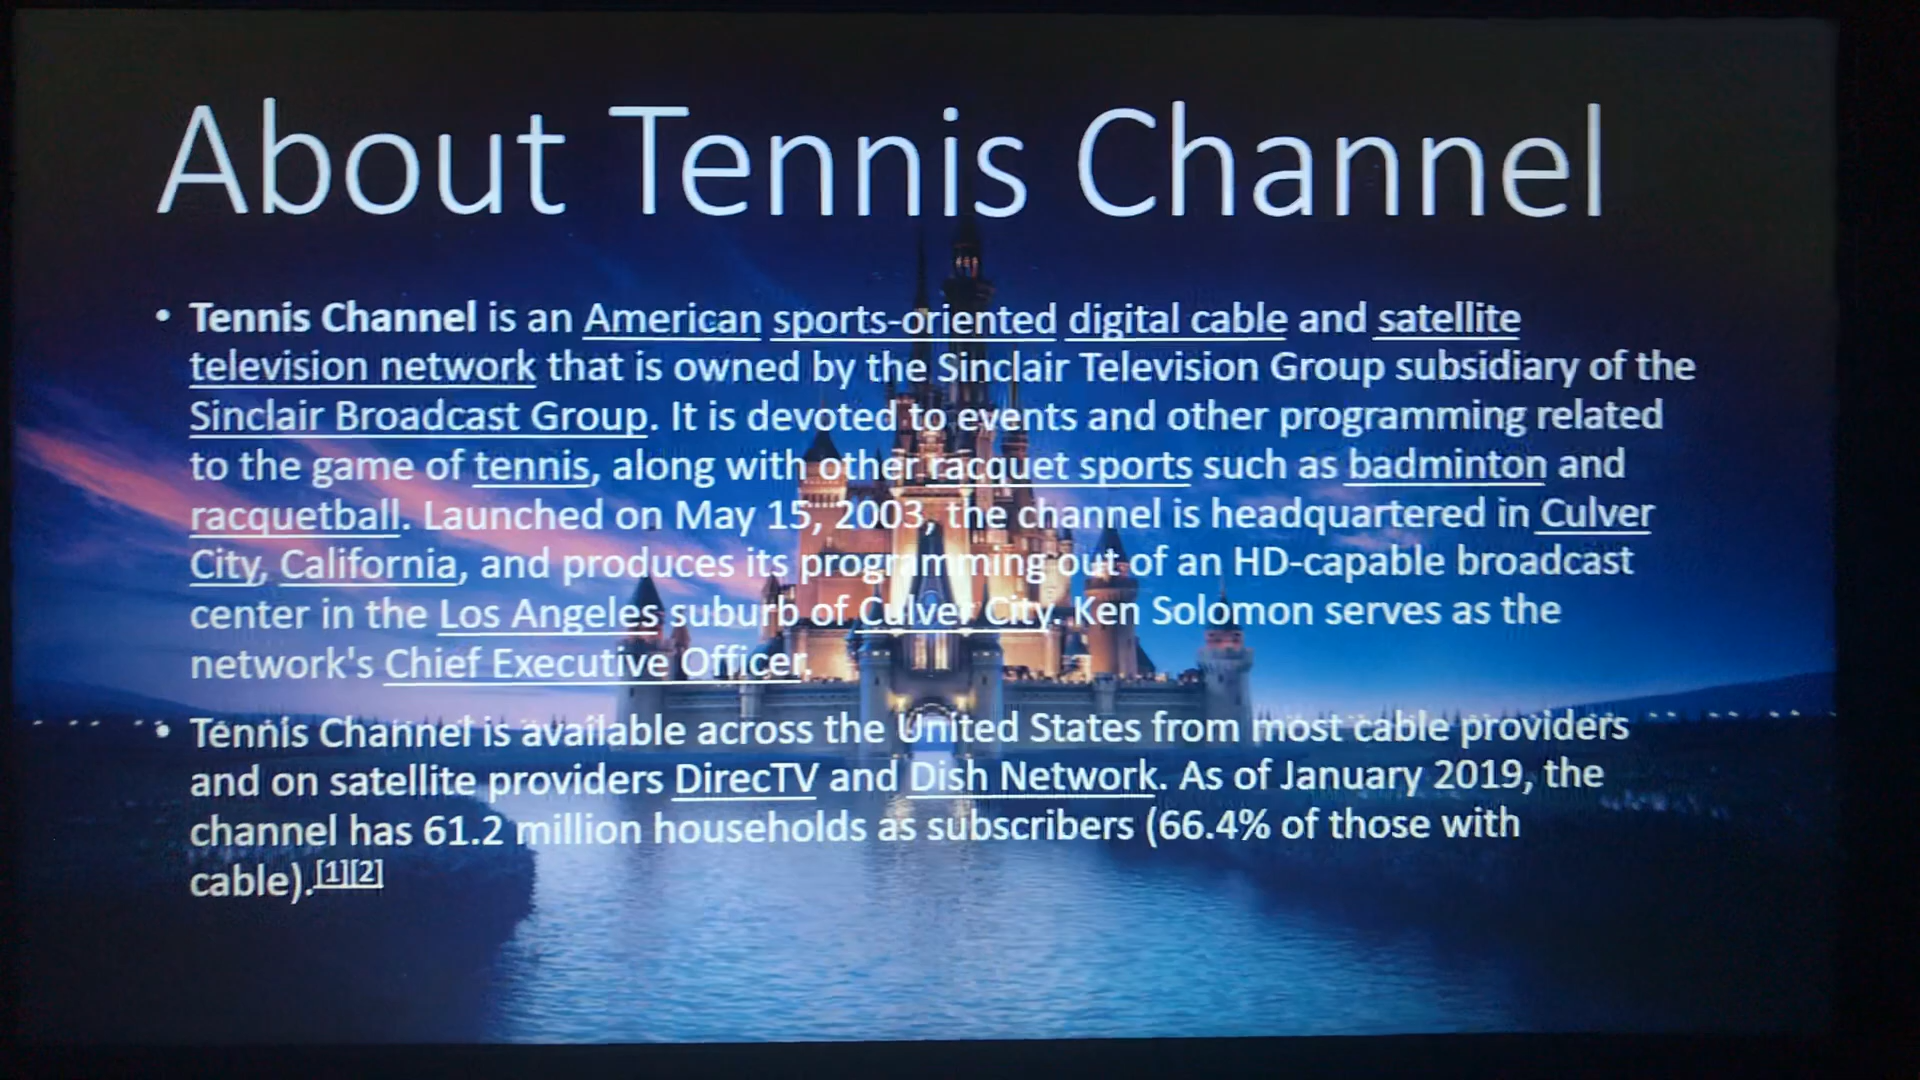 About Tennis Channel
• Tennis Channel is an American sports-oriented digital cable and satellite
television network that is owned by the Sinclair Television Group subsidiary of the
Sinclair Broadcast Group. It is devoted to events and other programming related
to the game of tennis, along with other racquet sports such as badminton and
racquetball. Launched on May 15, 2003, the channel is headquartered in Culver
City, California, and produces its programming out of an HD-capable broadcast
center in the Los Angeles suburb of Culver City. Ken Solomon serves as the
network's Chief Executive Officer.
• Tennis Channel is available across the United States from most cable providers
and on satellite providers DirecTV and Dish Network. As of January 2019, the
channel has 61.2 million households as subscribers (66.4% of those with
cable).[1][2]